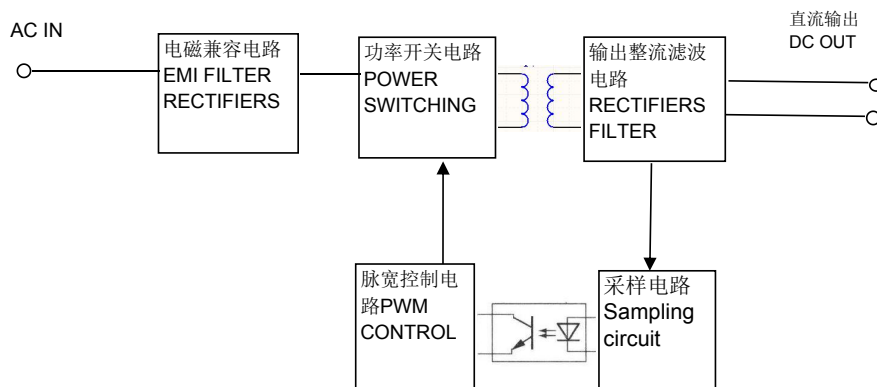 AC IN
电磁兼容电路
EMI FILTER
RECTIFIERS
功率开关电路
POWER
SWITCHING
输出整流滤波
电路
RECTIFIERS
FILTER
直流输出
DC OUT
脉宽控制电
路PWM
CONTROL
采样电路
Sampling
circuit